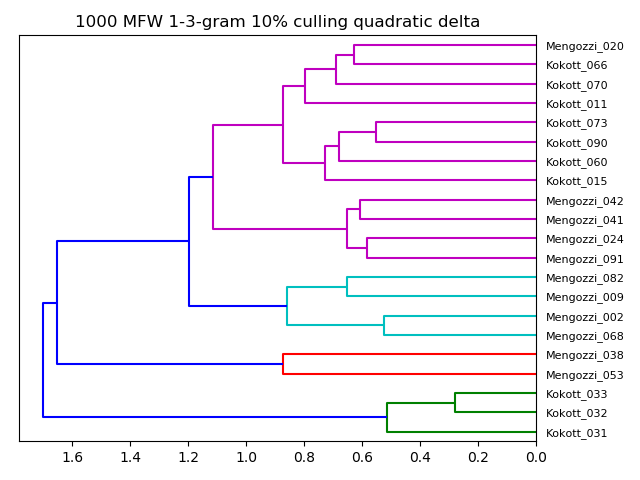 1000 MFW 1-3-gram 10% culling quadratic delta
Mengozzi_020
Kokott_066
Kokott_070
Kokott_011
Kokott_073
Kokott_090
Kokott_060
Kokott_015
Mengozzi_042
Mengozzi_041
Mengozzi_024
Mengozzi_091
Mengozzi_082
Mengozzi_009
Mengozzi_002
Mengozzi_068
Mengozzi_038
Mengozzi_053
Kokott_033
Kokott_032
Kokott_031
1.6 1.4 1.2 1.0 0.8 0.6 0.4 0.2 0.0